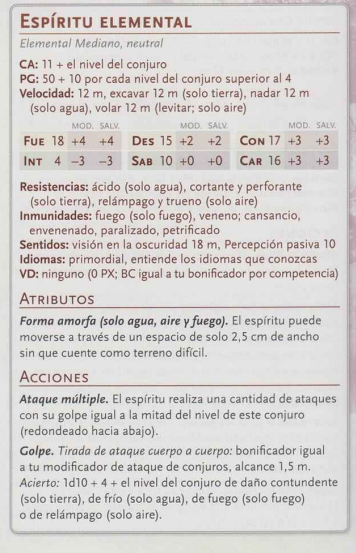 ESPÍRITU ELEMENTAL
Elemental Mediano, neutral
CA: 11 + el nivel del conjuro
PG: 50 + 10 por cada nivel del conjuro superior al 4
Velocidad: 12 m, excavar 12 m (solo tierra), nadar 12 m
(solo agua), volar 12 m (levitar; solo aire)
MOD. SALV. MOD. SALV. MOD. SALV.
FUE 18 +4 +4 DES 15 +2 +2 CON 17 +3 +3
INT 4 −3 −3 SAB 10 +0 +0 CAR 16 +3 +3
Resistencias: ácido (solo agua), cortante y perforante
(solo tierra), relámpago y trueno (solo aire)
Inmunidades: fuego (solo fuego), veneno; cansancio,
envenenado, paralizado, petrificado
Sentidos: visión en la oscuridad 18 m, Percepción pasiva 10
Idiomas: primordial, entiende los idiomas que conozcas
VD: ninguno (0 PX; BC igual a tu bonificador por competencia)
ATRIBUTOS
Forma amorfa (solo agua, aire y fuego). El espíritu puede
moverse a través de un espacio de solo 2,5 cm de ancho
sin que cuente como terreno difícil.
ACCIONES
Ataque múltiple. El espíritu realiza una cantidad de ataques
con su golpe igual a la mitad del nivel de este conjuro
(redondeado hacia abajo).
Golpe. Tirada de ataque cuerpo a cuerpo: bonificador igual
a tu modificador de ataque de conjuros, alcance 1,5 m.
Acierto: 1d10 + 4 + el nivel del conjuro de daño contundente
(solo tierra), de frío (solo agua), de fuego (solo fuego)
o de relámpago (solo aire).